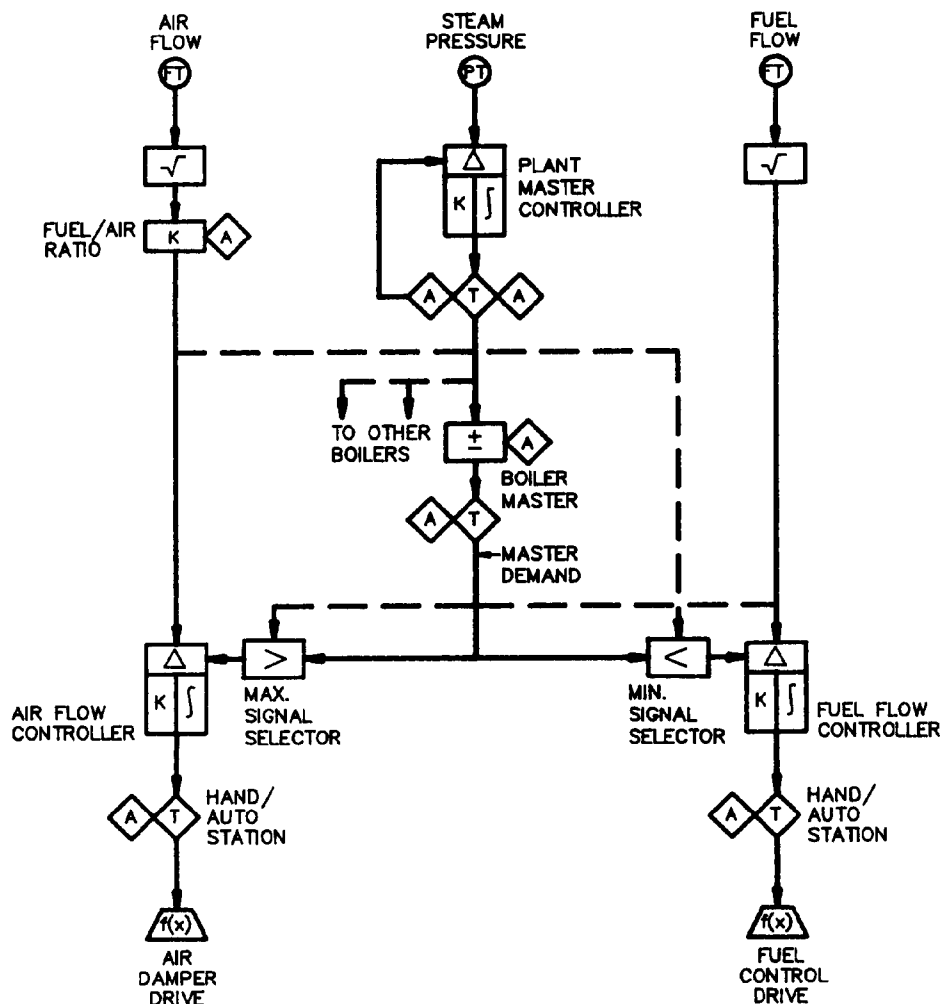 AIR
FLOW
STEAM
PRESSURE
FUEL
FLOW
FT
PT
FT
√
Δ
√
PLANT
MASTER
CONTROLLER
K ∫
FUEL/AIR
RATIO
K
A
A
T
A
TO OTHER
BOILERS
±
A
BOILER
MASTER
A
T
MASTER
DEMAND
Δ
>
<
Δ
K ∫
MAX.
SIGNAL
SELECTOR
MIN.
SIGNAL
SELECTOR
K ∫
AIR FLOW
CONTROLLER
FUEL FLOW
CONTROLLER
A
T
HAND/
AUTO
STATION
A
T
HAND/
AUTO
STATION
f(x)
f(x)
AIR
DAMPER
DRIVE
FUEL
CONTROL
DRIVE